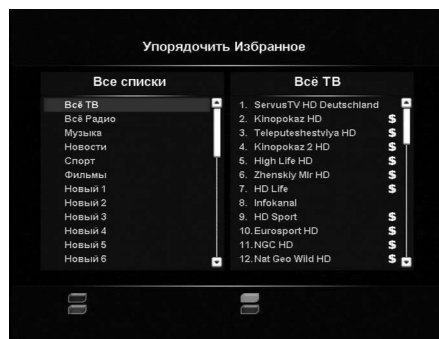 Упорядочить Избранное
Все списки
Всё ТВ
Всё Радио
Музыка
Новости
Спорт
Фильмы
Новый 1
Новый 2
Новый 3
Новый 4
Новый 5
Новый 6
Всё ТВ
1. ServusTV HD Deutschland
2. Kinopokaz HD $
3. Teleputeshestvlya HD $
4. Kinopokaz 2 HD $
5. High Life HD $
6. Zhenskiy MIr HD $
7. HD Life $
8. Infokanal
9. HD Sport $
10. Eurosport HD $
11. NGC HD $
12. Nat Geo Wild HD $